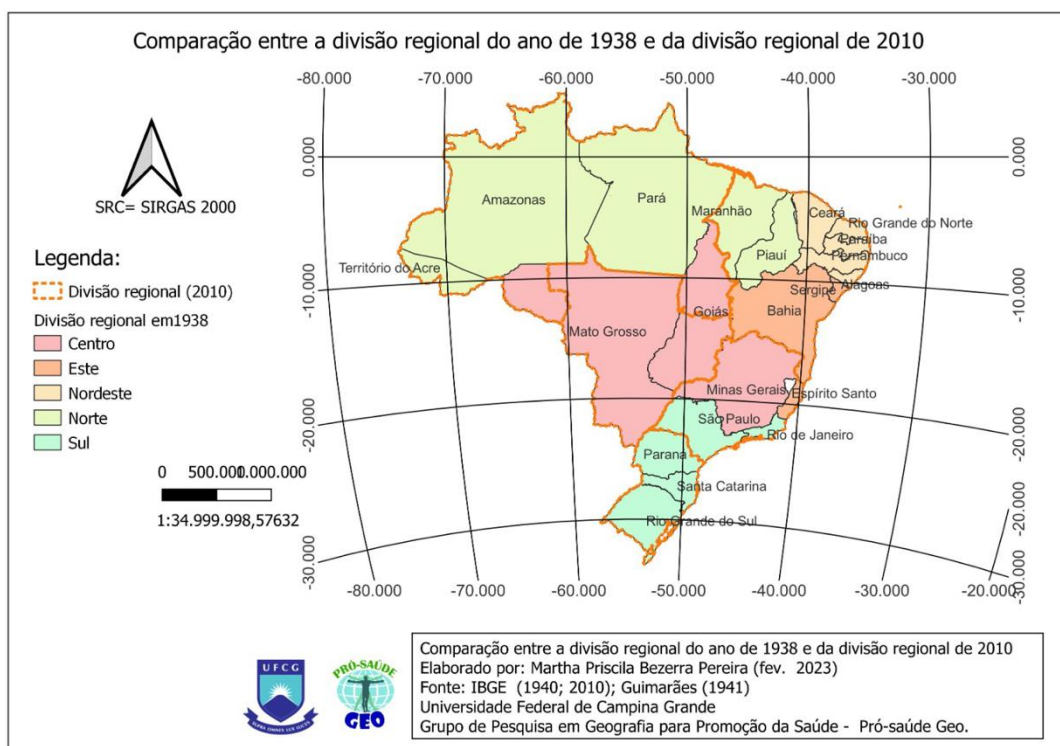 Comparação entre a divisão regional do ano de 1938 e da divisão regional de 2010
-80.000 -70.000 -60.000 -50.000 -40.000 -30.000
0.000 0.000
SRC= SIRGAS 2000
Amazonas
Pará
Maranhão
Ceará
Rio Grande do Norte
Paraíba
Pernambuco
Piauí
Território do Acre
Alagoas
Sergipe
Bahia
Goiás
Mato Grosso
Minas Gerais
Espírito Santo
São Paulo
Rio de Janeiro
Paraná
Santa Catarina
Rio Grande do Sul
-10.000 -10.000
-20.000 -20.000
-30.000 -20.000 -30.000
-80.000 -70.000 -60.000 -50.000 -40.000 -30.000 -20.000
Legenda:
Divisão regional (2010)
Divisão regional em1938
Centro
Este
Nordeste
Norte
Sul
0 500.000 1.000.000
1:34.999.998,57632
UFCG
PRÓ-SAÚDE
GEO
Comparação entre a divisão regional do ano de 1938 e da divisão regional de 2010
Elaborado por: Martha Priscila Bezerra Pereira (fev. 2023)
Fonte: IBGE (1940; 2010); Guimarães (1941)
Universidade Federal de Campina Grande
Grupo de Pesquisa em Geografia para Promoção da Saúde - Pró-saúde Geo.